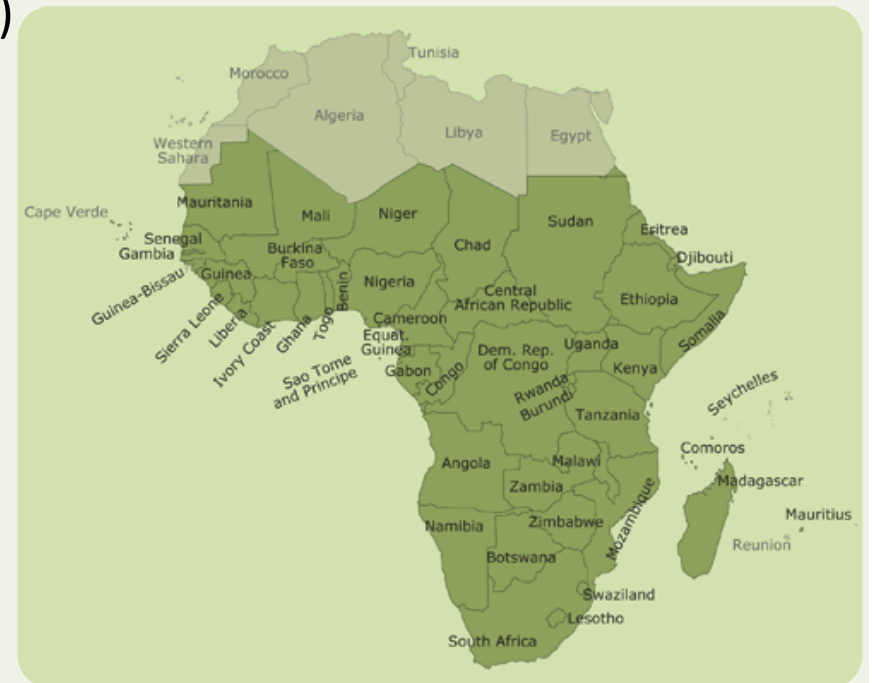 )
Tunisia
Morocco
Algeria
Libya
Egypt
Western
Sahara
Mauritania
Cape Verde
Mali
Niger
Sudan
Eritrea
Senegal
Gambia
Burkina
Faso
Chad
Djibouti
Guinea-Bissau
Guinea
Nigeria
Benin
Central
African Republic
Ethiopia
Sierra Leone
Liberia
Ivory Coast
Ghana
Togo
Cameroon
Somalia
Equat.
Guinea
Dem. Rep.
of Congo
Uganda
Kenya
Sao Tome
and Principe
Gabon
Congo
Rwanda
Burundi
Seychelles
Tanzania
Comoros
Angola
Malawi
Madagascar
Zambia
Mauritius
Namibia
Zimbabwe
Mozambique
Reunion
Botswana
Swaziland
Lesotho
South Africa